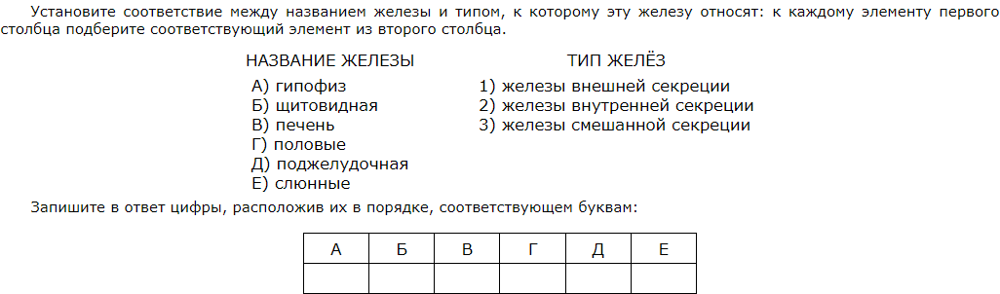 Установите соответствие между названием железы и типом, к которому эту железу относят: к каждому элементу первого
столбца подберите соответствующий элемент из второго столбца.
НАЗВАНИЕ ЖЕЛЕЗЫ ТИП ЖЕЛЁЗ
А) гипофиз 1) железы внешней секреции
Б) щитовидная 2) железы внутренней секреции
В) печень 3) железы смешанной секреции
Г) половые
Д) поджелудочная
Е) слюнные
Запишите в ответ цифры, расположив их в порядке, соответствующем буквам:
А Б В Г Д Е